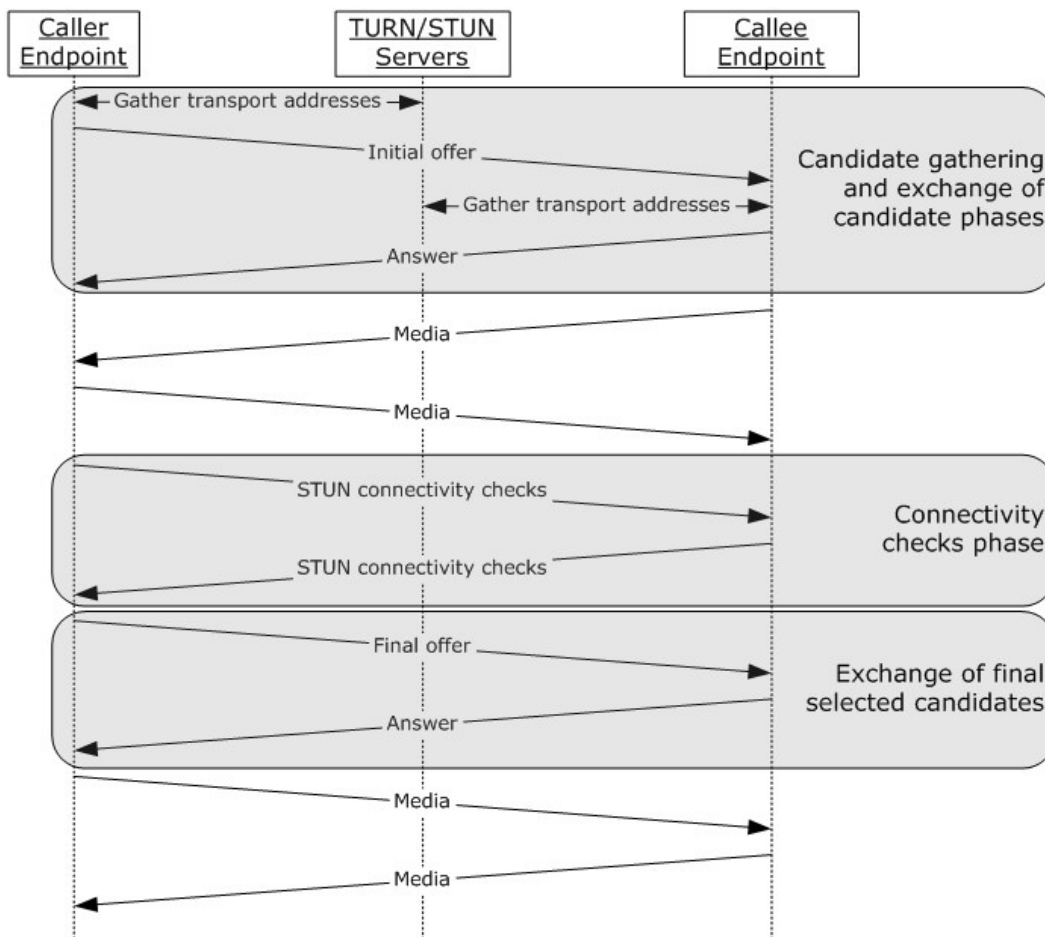 Caller
Endpoint
TURN/STUN
Servers
Callee
Endpoint
Gather transport addresses
Initial offer
Gather transport addresses
Answer
Candidate gathering
and exchange of
candidate phases
Media
Media
STUN connectivity checks
STUN connectivity checks
Connectivity
checks phase
Final offer
Answer
Exchange of final
selected candidates
Media
Media